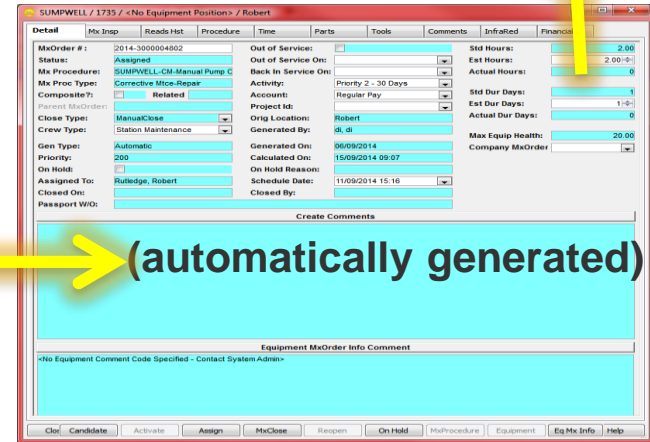 SUMPWELL / 1735 / <No Equipment Position> / Robert
Detail Mx Insp Reads Hst Procedure Time Parts Tools Comments InfraRed Financial
MxOrder #: 2014-3000004802 Out of Service: Std Hours: 2.00
Status: Assigned Out of Service On: Est Hours: 2.00
Mx Procedure: SUMPWELL-CM-Manual Pump C Back In Service On: Actual Hours: 0
Mx Proc Type: Corrective Mtce-Repair Activity: Priority 2 - 30 Days
Composite?: Related Account: Regular Pay Std Dur Days: 1
Parent MxOrder: Project Id: Est Dur Days: 1
Close Type: ManualClose Orig Location: Robert Actual Dur Days: 0
Crew Type: Station Maintenance Generated By: di, di
Max Equip Health: 20.00
Gen Type: Automatic Generated On: 06/09/2014 Company MxOrder
Priority: 200 Calculated On: 15/09/2014 09:07
On Hold: On Hold Reason:
Assigned To: Rutledge, Robert Schedule Date: 11/09/2014 15:16
Closed On: Closed By:
Passport W/O:
Create Comments
(automatically generated)
Equipment MxOrder Info Comment
<No Equipment Comment Code Specified - Contact System Admin>
Clos Candidate Activate Assign MxClose Reopen On Hold MxProcedure Equipment Eq Mx Info Help